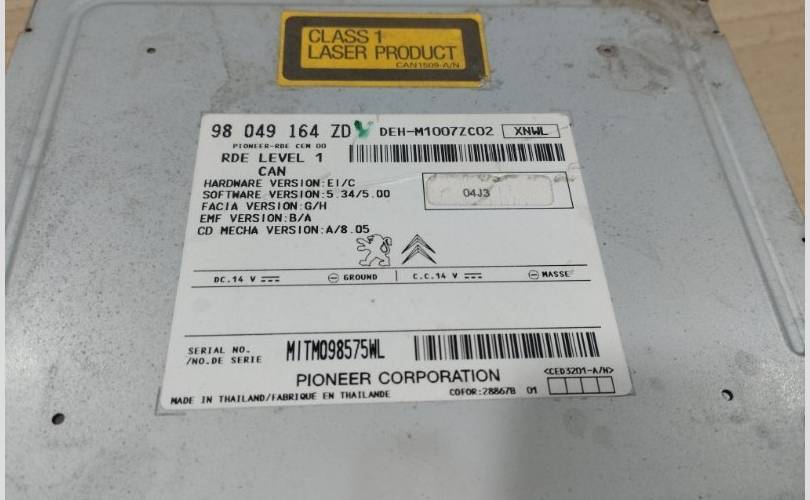 CLASS 1
LASER PRODUCT
CAN1509-A/N
98 049 164 ZD DEH-M1007ZC02 XNWL
PIONEER-RDE CEM 00
RDE LEVEL 1
CAN
HARDWARE VERSION:EI/C
SOFTWARE VERSION:5.34/5.00
04J3
FACIA VERSION:G/H
EMF VERSION:B/A
CD MECHA VERSION:A/8.05
DC.14 V ⊖ GROUND C.C.14 V ⊖ MASSE
SERIAL NO.
/NO.DE SERIE MITM098575WL
PIONEER CORPORATION <CED3201-A/N>
MADE IN THAILAND/FABRIQUE EN THAILANDE COFOR:28867B 01